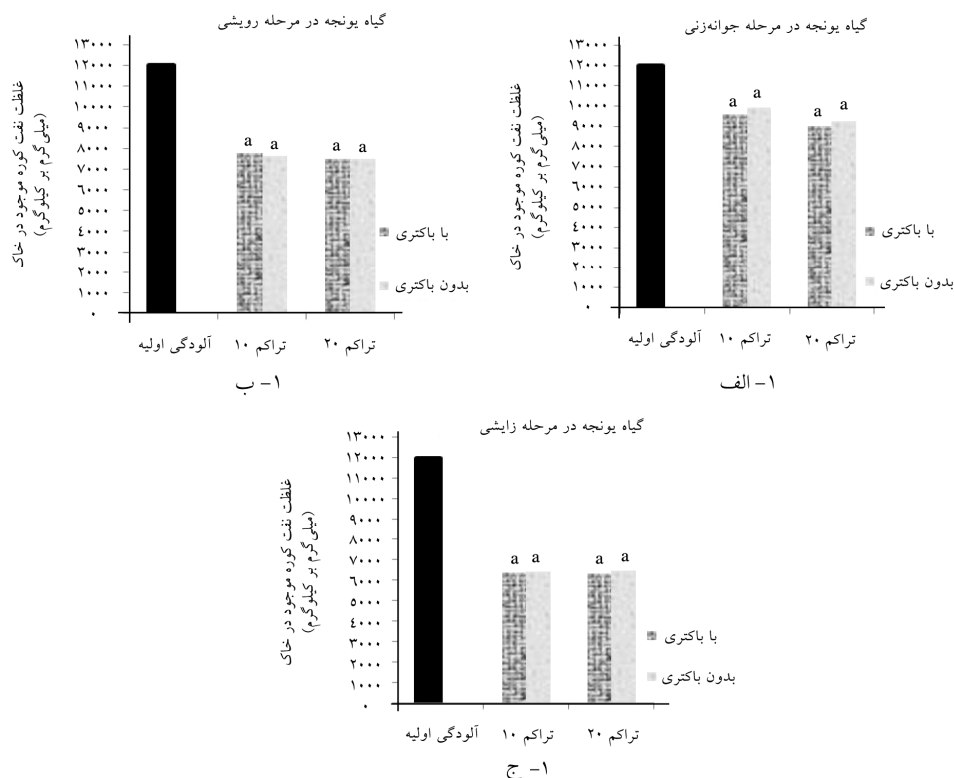 گیاه یونجه در مرحله جوانه‌زنی
غلظت نفت کوره موجود در خاک
(میلی گرم بر کیلوگرم)
۱۳۰۰۰
۱۲۰۰۰
۱۱۰۰۰
۱۰۰۰۰
۹۰۰۰
۸۰۰۰
۷۰۰۰
۶۰۰۰
۵۰۰۰
۴۰۰۰
۳۰۰۰
۲۰۰۰
۱۰۰۰
۰
a a a a
با باکتری
بدون باکتری
آلودگی اولیه تراکم ۱۰ تراکم ۲۰
۱- الف
گیاه یونجه در مرحله رویشی
غلظت نفت کوره موجود در خاک
(میلی گرم بر کیلوگرم)
۱۳۰۰۰
۱۲۰۰۰
۱۱۰۰۰
۱۰۰۰۰
۹۰۰۰
۸۰۰۰
۷۰۰۰
۶۰۰۰
۵۰۰۰
۴۰۰۰
۳۰۰۰
۲۰۰۰
۱۰۰۰
۰
a a a a
با باکتری
بدون باکتری
آلودگی اولیه تراکم ۱۰ تراکم ۲۰
۱- ب
گیاه یونجه در مرحله زایشی
غلظت نفت کوره موجود در خاک
(میلی گرم بر کیلوگرم)
۱۳۰۰۰
۱۲۰۰۰
۱۱۰۰۰
۱۰۰۰۰
۹۰۰۰
۸۰۰۰
۷۰۰۰
۶۰۰۰
۵۰۰۰
۴۰۰۰
۳۰۰۰
۲۰۰۰
۱۰۰۰
۰
a a a a
با باکتری
بدون باکتری
آلودگی اولیه تراکم ۱۰ تراکم ۲۰
۱- ج